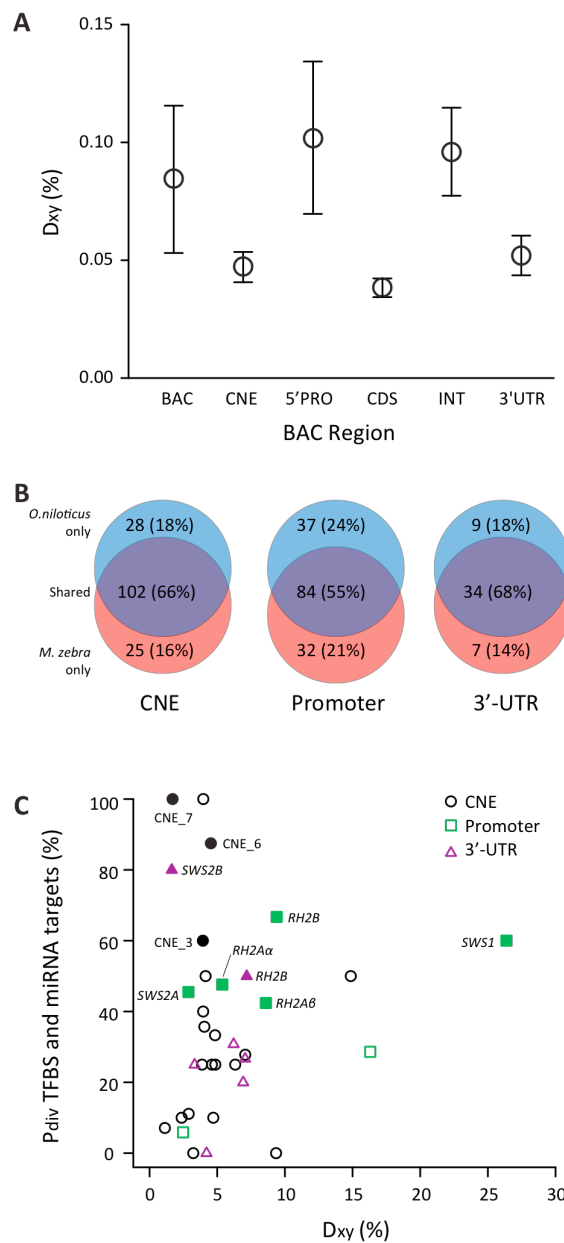 A
0.15
0.10
0.05
0.00
Dxy (%)
BAC CNE 5'PRO CDS INT 3'UTR
BAC Region
B
O.niloticus
only
Shared
M. zebra
only
28 (18%)
102 (66%)
25 (16%)
CNE
37 (24%)
84 (55%)
32 (21%)
Promoter
9 (18%)
34 (68%)
7 (14%)
3'-UTR
C
Pdiv TFBS and miRNA targets (%)
100
80
60
40
20
0
CNE
Promoter
3'-UTR
CNE_7
CNE_6
SWS2B
RH2B
CNE_3
SWS1
RH2Aα
RH2B
SWS2A
RH2Aβ
0 5 10 15 20 25 30
Dxy (%)